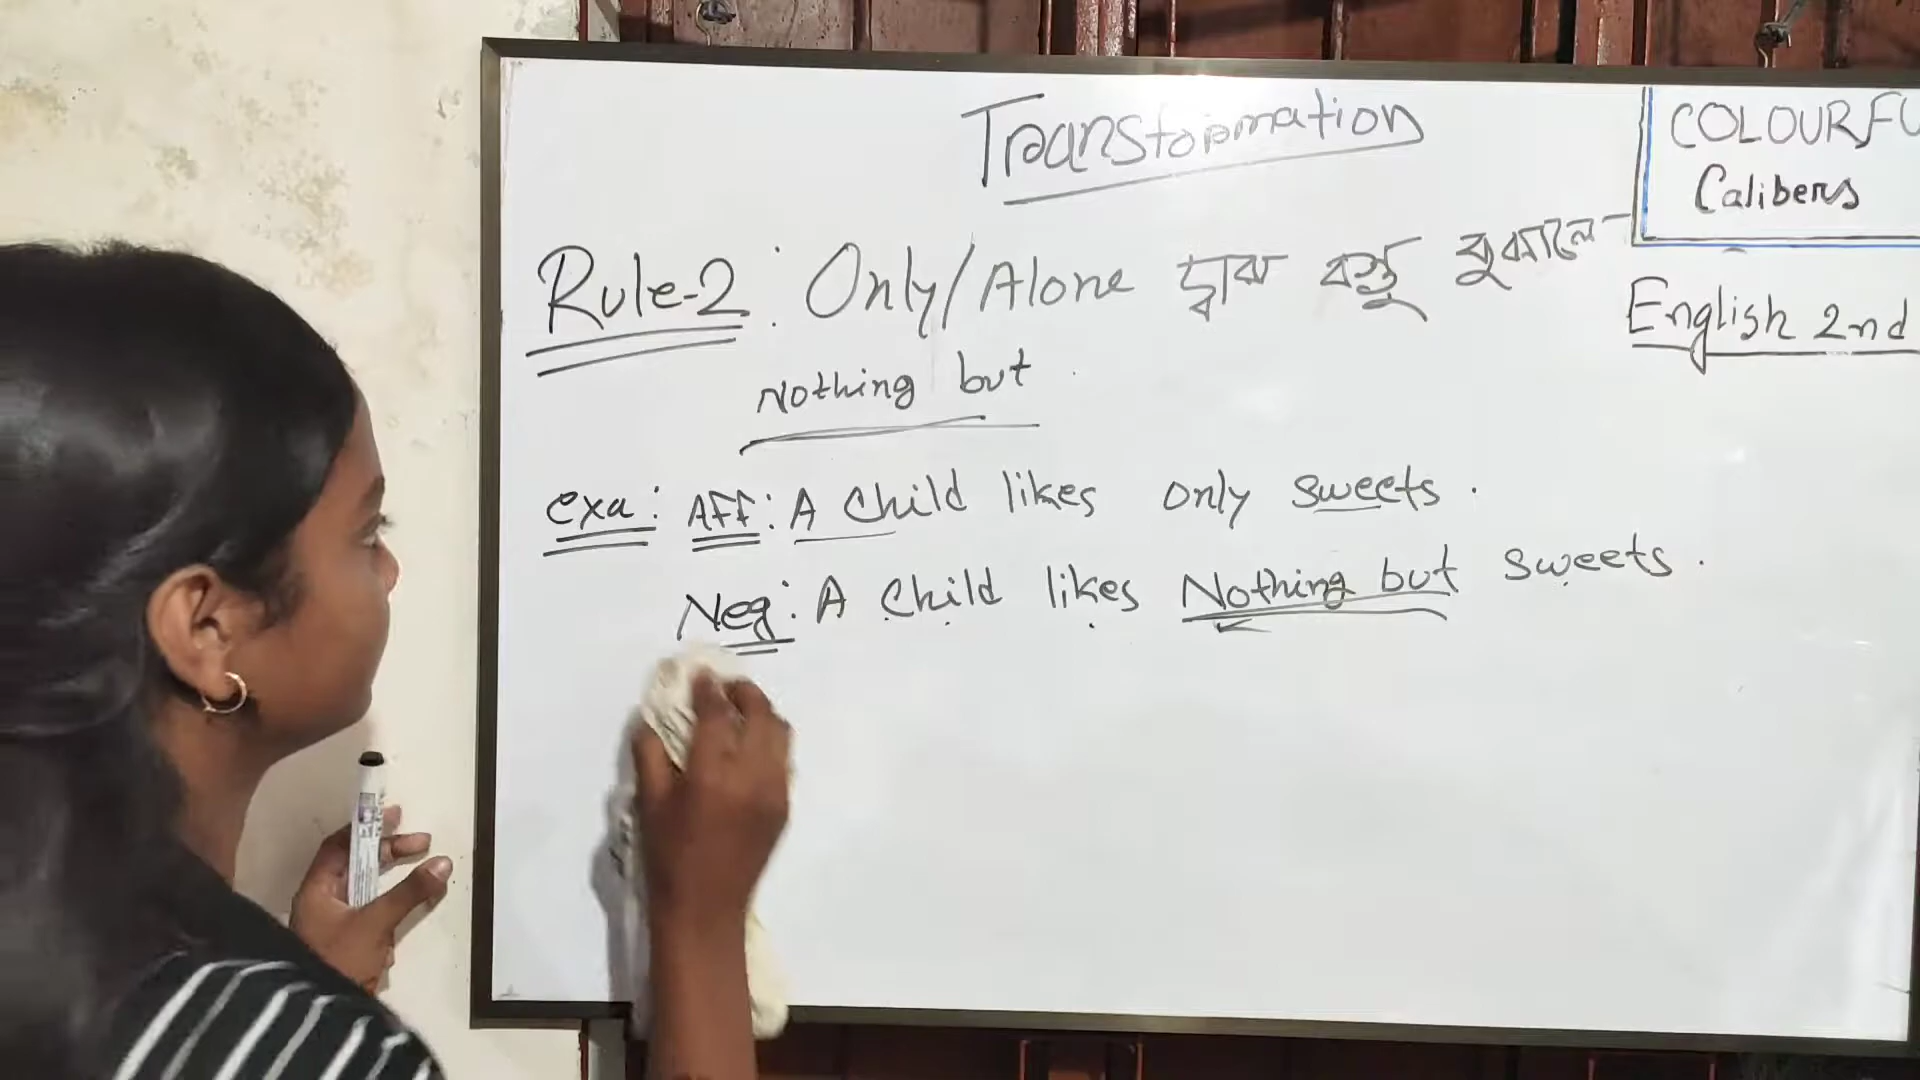 Transformation
COLOURFU
Calibers
English 2nd
Rule-2: Only/Alone দ্বারা বস্তু বুঝালে-
Nothing but
exa: AFF: A Child likes only sweets.
Neg: A Child likes Nothing but sweets.